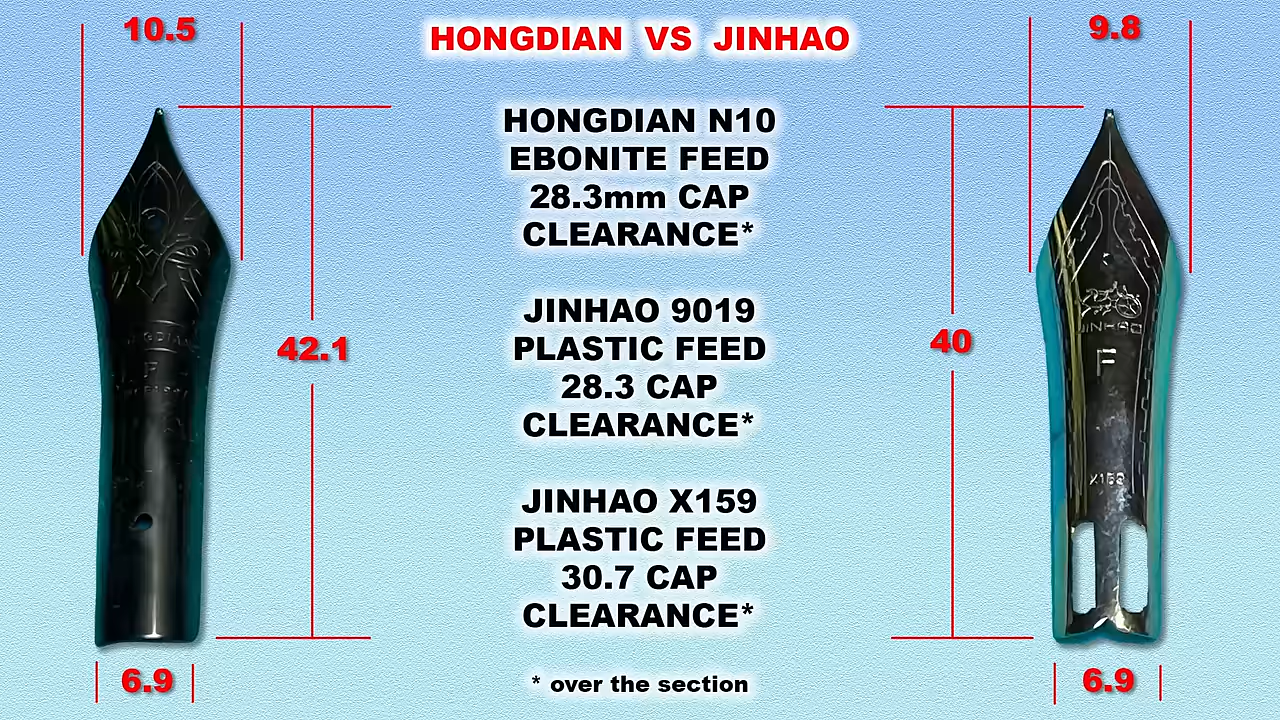 10.5
HONGDIAN VS JINHAO
9.8
HONGDIAN N10
EBONITE FEED
28.3mm CAP
CLEARANCE*
JINHAO 9019
PLASTIC FEED
28.3 CAP
CLEARANCE*
JINHAO X159
PLASTIC FEED
30.7 CAP
CLEARANCE*
* over the section
42.1
F
6.9
40
JINHAO
F
X159
6.9